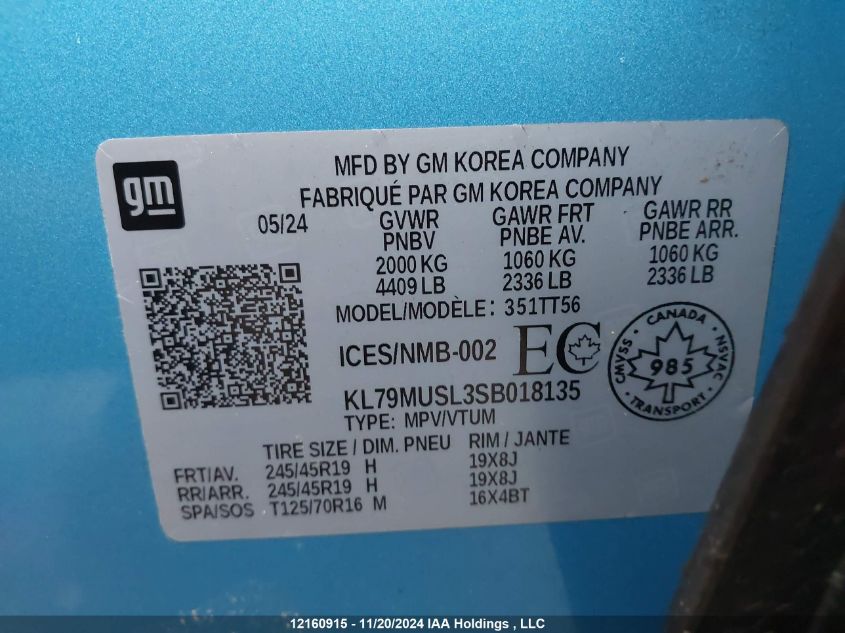 gm
MFD BY GM KOREA COMPANY
FABRIQUÉ PAR GM KOREA COMPANY
05/24 GVWR GAWR FRT GAWR RR
PNBV PNBE AV. PNBE ARR.
2000 KG 1060 KG 1060 KG
4409 LB 2336 LB 2336 LB
MODEL/MODÈLE: 351TT56
ICES/NMB-002 EC
CANADA
CMVSS 985 NSVAC
TRANSPORT
KL79MUSL3SB018135
TYPE: MPV/VTUM
TIRE SIZE / DIM. PNEU RIM / JANTE
FRT/AV. 245/45R19 H 19X8J
RR/ARR. 245/45R19 H 19X8J
SPA/SOS T125/70R16 M 16X4BT
12160915 - 11/20/2024 IAA Holdings , LLC